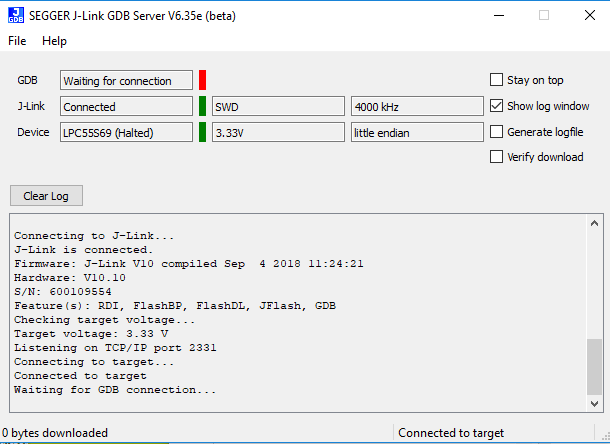 J GDB SEGGER J-Link GDB Server V6.35e (beta)
File Help
GDB Waiting for connection Stay on top
J-Link Connected SWD 4000 kHz Show log window
Device LPC55S69 (Halted) 3.33V little endian Generate logfile
Verify download
Clear Log
Connecting to J-Link...
J-Link is connected.
Firmware: J-Link V10 compiled Sep  4 2018 11:24:21
Hardware: V10.10
S/N: 600109554
Feature(s): RDI, FlashBP, FlashDL, JFlash, GDB
Checking target voltage...
Target voltage: 3.33 V
Listening on TCP/IP port 2331
Connecting to target...
Connected to target
Waiting for GDB connection...
0 bytes downloaded Connected to target